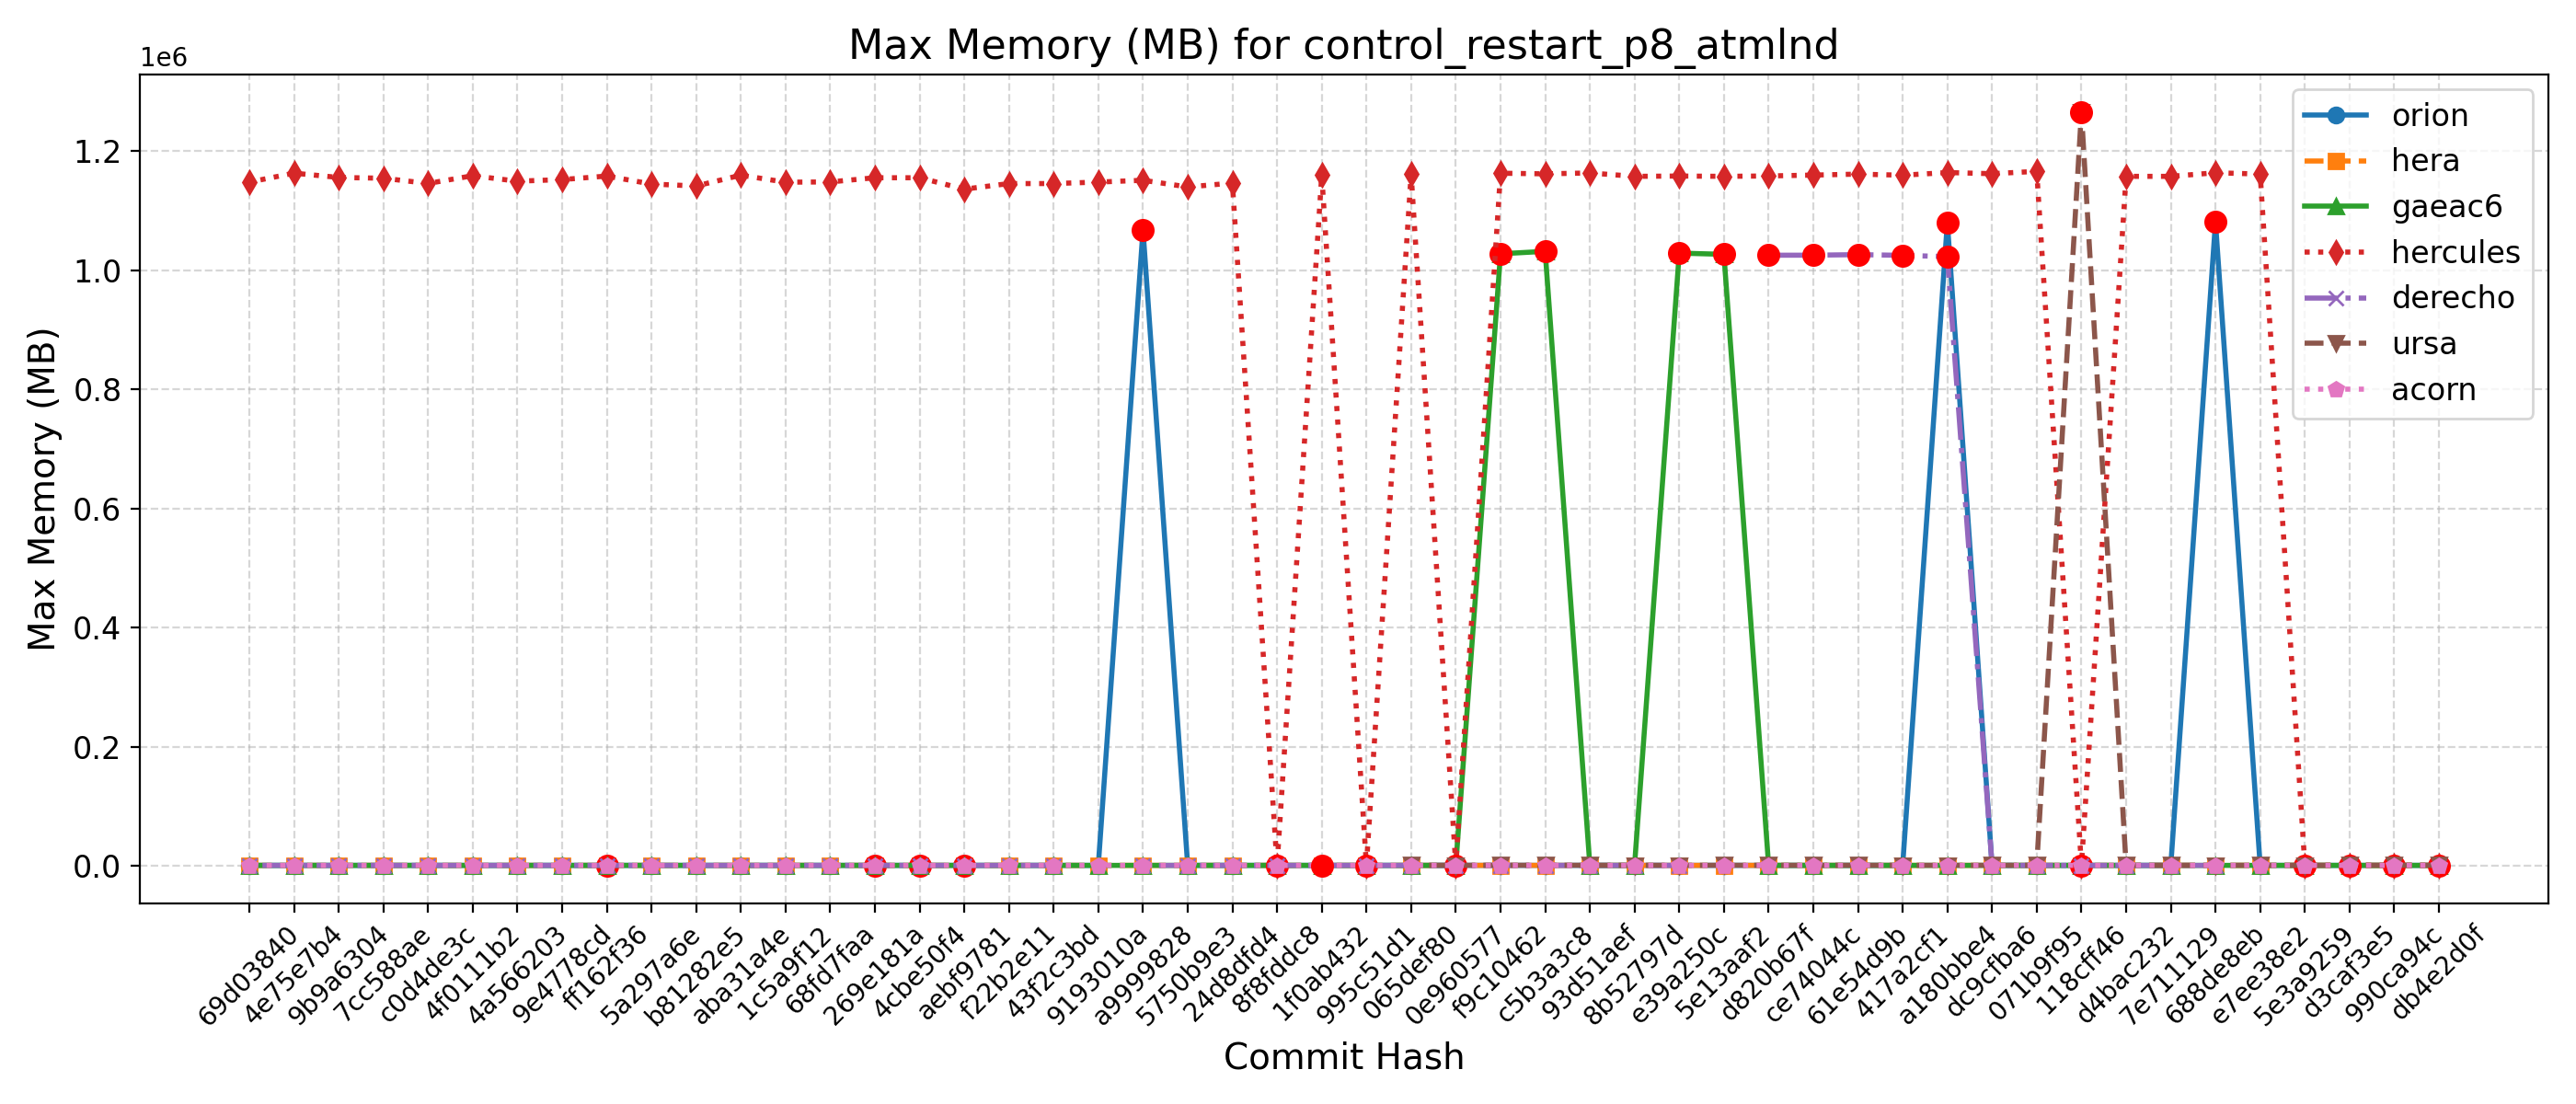 Max Memory (MB) for control_restart_p8_atmlnd
1e6
1.2
1.0
0.8
0.6
0.4
0.2
0.0
Max Memory (MB)
orion
hera
gaeac6
hercules
derecho
ursa
acorn
69d03840
4e75e7b4
9b9a6304
7cc588ae
c0d4de3c
4f0111b2
4a566203
9e4778cd
ff162f36
5a297a6e
b81282e5
aba31a4e
1c5a9f12
68fd7faa
269e181a
4cbe50f4
aebf9781
f22b2e11
43f2c3bd
9193010a
a9999828
5750b9e3
24d8dfd4
8f8fddc8
1f0ab432
995c51d1
065def80
0e960577
f9c10462
c5b3a3c8
93d51aef
8b52797d
e39a250c
5e13aaf2
d820b67f
ce74044c
61e54d9b
417a2cf1
a180bbe4
dc9cfba6
071b9f95
118cff46
d4bac232
7e711129
688de8eb
e7ee38e2
5e3a9259
d3caf3e5
990ca94c
db4e2d0f
Commit Hash